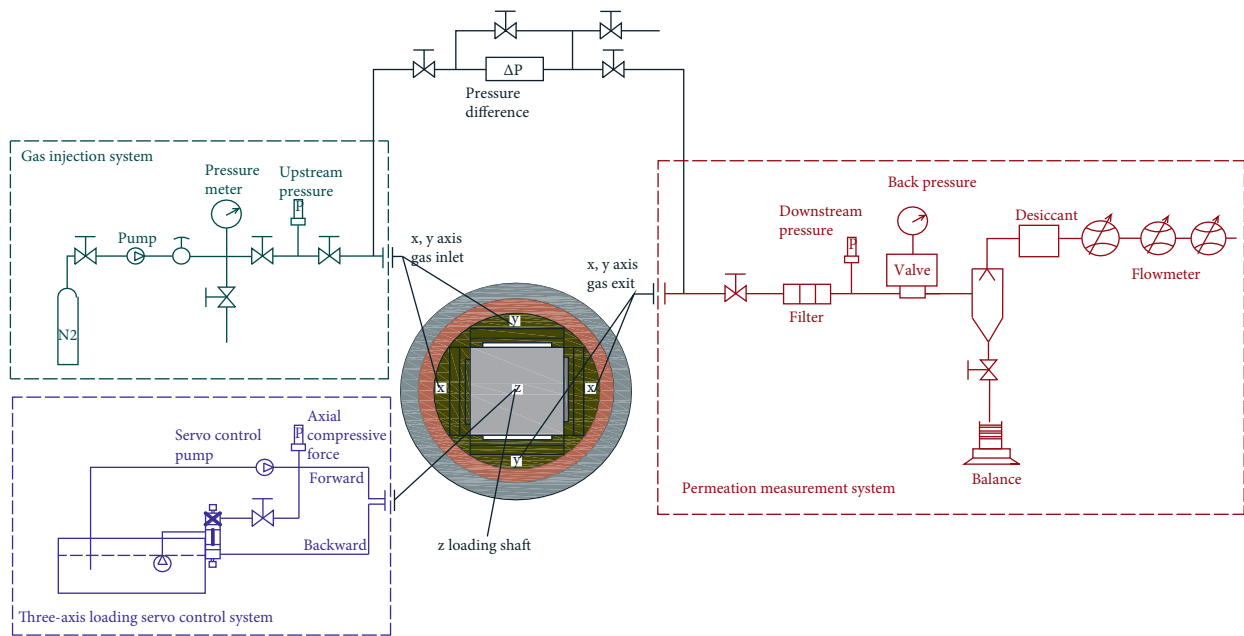 ΔP
Pressure
difference
Gas injection system
Pressure
meter
Upstream
pressure
P
Pump
N2
x, y axis
gas inlet
x, y axis
gas exit
y
x
z
x
y
z loading shaft
Back pressure
Downstream
pressure
P
Desiccant
Valve
Flowmeter
Filter
Balance
Permeation measurement system
Servo control
pump
P
Axial
compressive
force
Forward
Backward
Three-axis loading servo control system